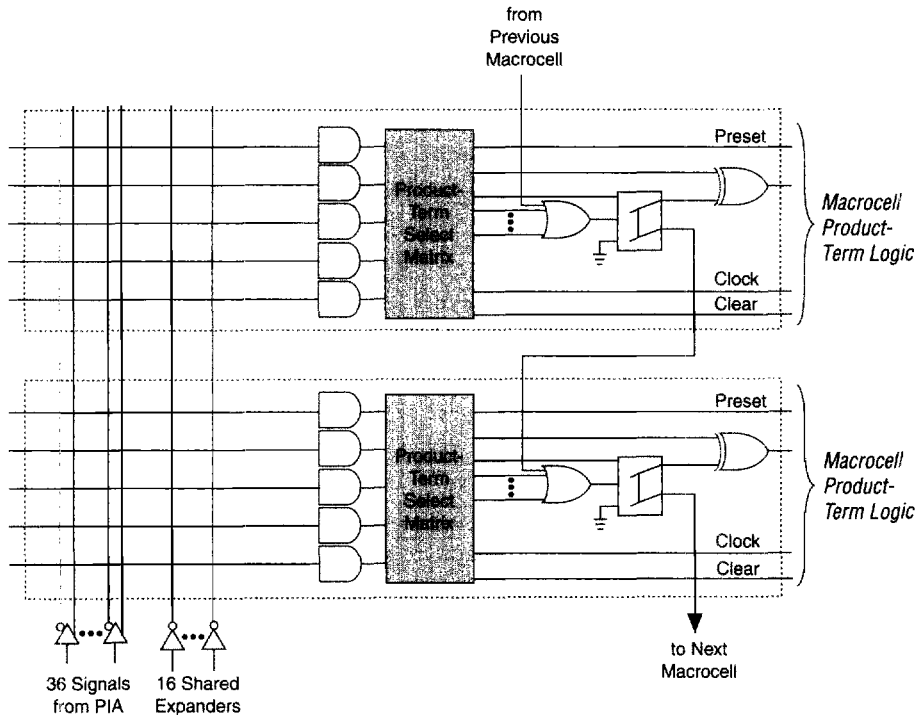 from
Previous
Macrocell
Preset
Product-
Term
Select
Matrix
Macrocell
Product-
Term Logic
Clock
Clear
Preset
Product-
Term
Select
Matrix
Macrocell
Product-
Term Logic
Clock
Clear
36 Signals
from PIA
16 Shared
Expanders
to Next
Macrocell